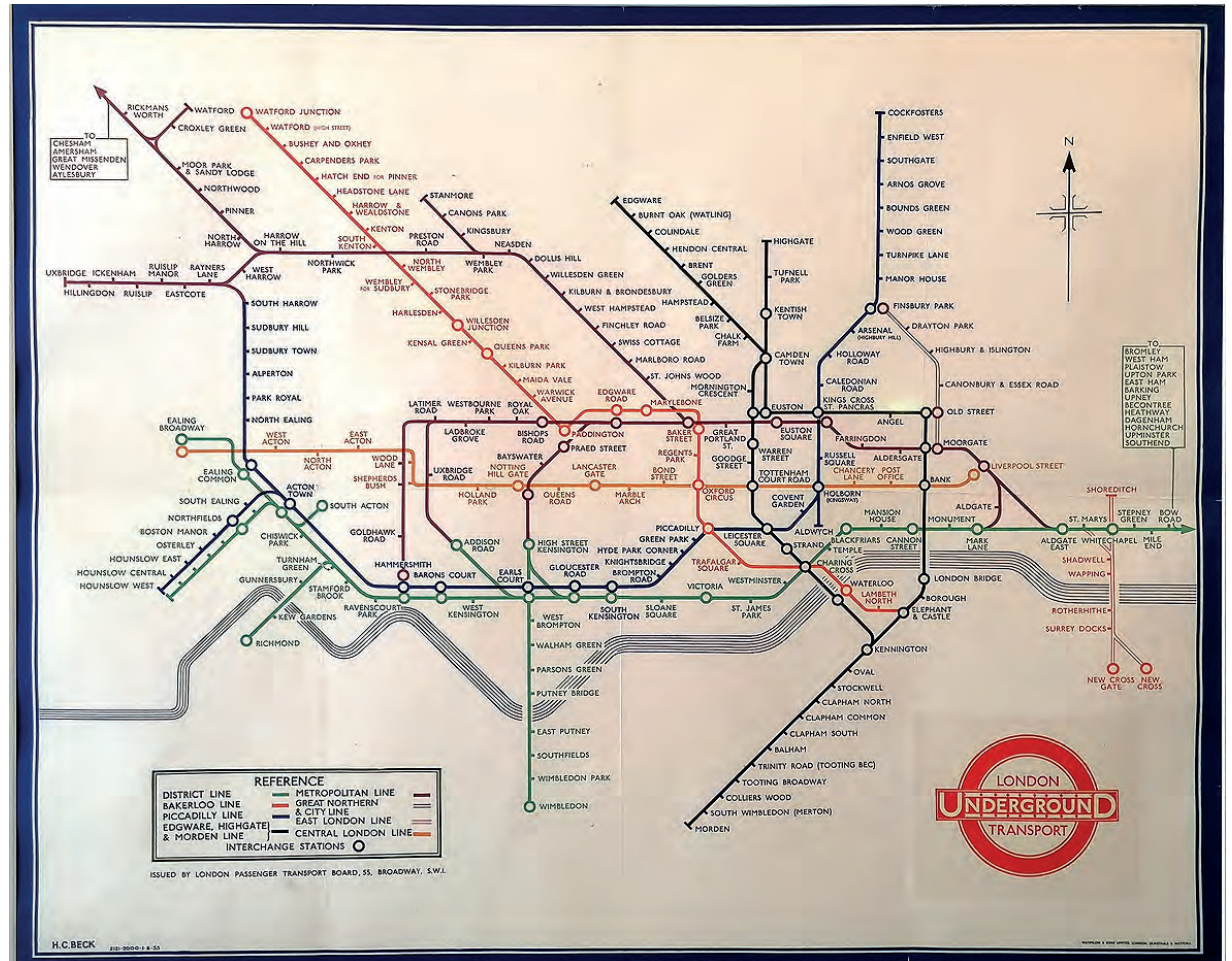 RICKMANS
WORTH
WATFORD
CROXLEY GREEN
TO
CHESHAM
AMERSHAM
GREAT MISSENDEN
WENDOVER
AYLESBURY
MOOR PARK
& SANDY LODGE
NORTHWOOD
PINNER
NORTH
HARROW
HARROW
ON THE HILL
NORTHWICK
PARK
PRESTON
ROAD
WEMBLEY
PARK
NEASDEN
STANMORE
CANONS PARK
KINGSBURY
DOLUS HILL
WILLESDEN GREEN
KILBURN & BRONDESBURY
WEST HAMPSTEAD
FINCHLEY ROAD
SWISS COTTAGE
MARLBORO ROAD
ST. JOHNS WOOD
WATFORD JUNCTION
WATFORD (HIGH STREET)
BUSHEY AND OXHEY
CARPENDERS PARK
HATCH END FOR PINNER
HEADSTONE LANE
HARROW &
WEALDSTONE
KENTON
SOUTH
KENTON
NORTH
WEMBLEY
WEMBLEY
FOR SUDBURY
STONEBRIDGE
PARK
HARLESDEN
WILLESDEN
JUNCTION
KENSAL GREEN
QUEENS PARK
KILBURN PARK
MAIDA VALE
WARWICK
AVENUE
UXBRIDGE
ICKENHAM
RUISLIP
MANOR
RAYNERS
LANE
HILLINGDON
RUISLIP
EASTCOTE
WEST
HARROW
SOUTH HARROW
SUDBURY HILL
SUDBURY TOWN
ALPERTON
PARK ROYAL
NORTH EALING
EDGWARE
BURNT OAK (WATLING)
COLINDALE
HENDON CENTRAL
BRENT
GOLDERS
GREEN
HAMPSTEAD
BELSIZE
PARK
CHALK
FARM
HIGHGATE
TUFNELL
PARK
KENTISH
TOWN
CAMDEN
TOWN
MORNINGTON
CRESCENT
COCKFOSTERS
ENFIELD WEST
SOUTHGATE
ARNOS GROVE
BOUNDS GREEN
WOOD GREEN
TURNPIKE LANE
MANOR HOUSE
FINSBURY PARK
ARSENAL
(HIGHBURY HILL)
DRAYTON PARK
HOLLOWAY
ROAD
HIGHBURY & ISLINGTON
CALEDONIAN
ROAD
CANONBURY & ESSEX ROAD
N
TO
BROMLEY
WEST HAM
PLAISTOW
UPTON PARK
EAST HAM
BARKING
UPNEY
BECONTREE
HEATHWAY
DAGENHAM
HORNCHURCH
UPMINSTER
SOUTHEND
EALING
BROADWAY
WEST
ACTON
NORTH
ACTON
EAST
ACTON
WOOD
LANE
SHEPHERDS
BUSH
LATIMER
ROAD
LADBROKE
GROVE
WESTBOURNE
PARK
ROYAL
OAK
BISHOPS
ROAD
PADDINGTON
EDGWARE
ROAD
MARYLEBONE
BAKER
STREET
GREAT
PORTLAND
ST.
EUSTON
EUSTON
SQUARE
KINGS CROSS
ST. PANCRAS
ANGEL
OLD STREET
FARRINGDON
ALDERSGATE
MOORGATE
LIVERPOOL STREET
PRAED STREET
BAYSWATER
UXBRIDGE
ROAD
HOLLAND
PARK
NOTTING
HILL GATE
QUEENS
ROAD
LANCASTER
GATE
MARBLE
ARCH
BOND
STREET
REGENTS
PARK
OXFORD
CIRCUS
GOODGE
STREET
WARREN
STREET
TOTTENHAM
COURT ROAD
RUSSELL
SQUARE
HOLBORN
(KINGSWAY)
CHANCERY
LANE
POST
OFFICE
BANK
COVENT
GARDEN
ALDWYCH
EALING
COMMON
SOUTH EALING
ACTON
TOWN
SOUTH ACTON
NORTHFIELDS
BOSTON MANOR
OSTERLEY
HOUNSLOW EAST
HOUNSLOW CENTRAL
HOUNSLOW WEST
CHISWICK
PARK
TURNHAM
GREEN
GUNNERSBURY
KEW GARDENS
RICHMOND
STAMFORD
BROOK
RAVENSCOURT
PARK
GOLDHAWK
ROAD
HAMMERSMITH
BARONS COURT
WEST
KENSINGTON
ADDISON
ROAD
HIGH STREET
KENSINGTON
EARLS
COURT
GLOUCESTER
ROAD
SOUTH
KENSINGTON
BROMPTON
ROAD
KNIGHTSBRIDGE
HYDE PARK CORNER
GREEN PARK
PICCADILLY
SLOANE
SQUARE
VICTORIA
ST. JAMES
PARK
WESTMINSTER
TRAFALGAR
SQUARE
LEICESTER
SQUARE
STRAND
CHARING
CROSS
TEMPLE
BLACKFRIARS
MANSION
HOUSE
CANNON
STREET
MONUMENT
MARK
LANE
ALDGATE
ALDGATE
EAST
ST. MARYS
WHITECHAPEL
STEPNEY
GREEN
MILE
END
BOW
ROAD
SHOREDITCH
SHADWELL
WAPPING
ROTHERHITHE
SURREY DOCKS
NEW CROSS
GATE
NEW
CROSS
WATERLOO
LAMBETH
NORTH
LONDON BRIDGE
BOROUGH
ELEPHANT
& CASTLE
KENNINGTON
OVAL
STOCKWELL
CLAPHAM NORTH
CLAPHAM COMMON
CLAPHAM SOUTH
BALHAM
TRINITY ROAD (TOOTING BEC)
TOOTING BROADWAY
COLLIERS WOOD
SOUTH WIMBLEDON (MERTON)
MORDEN
WEST
BROMPTON
WALHAM GREEN
PARSONS GREEN
PUTNEY BRIDGE
EAST PUTNEY
SOUTHFIELDS
WIMBLEDON PARK
WIMBLEDON
REFERENCE
DISTRICT LINE
BAKERLOO LINE
PICCADILLY LINE
EDGWARE, HIGHGATE
& MORDEN LINE
METROPOLITAN LINE
GREAT NORTHERN
& CITY LINE
EAST LONDON LINE
CENTRAL LONDON LINE
INTERCHANGE STATIONS
ISSUED BY LONDON PASSENGER TRANSPORT BOARD, 55, BROADWAY, S.W.1.
LONDON
UNDERGROUND
TRANSPORT
H.C.BECK